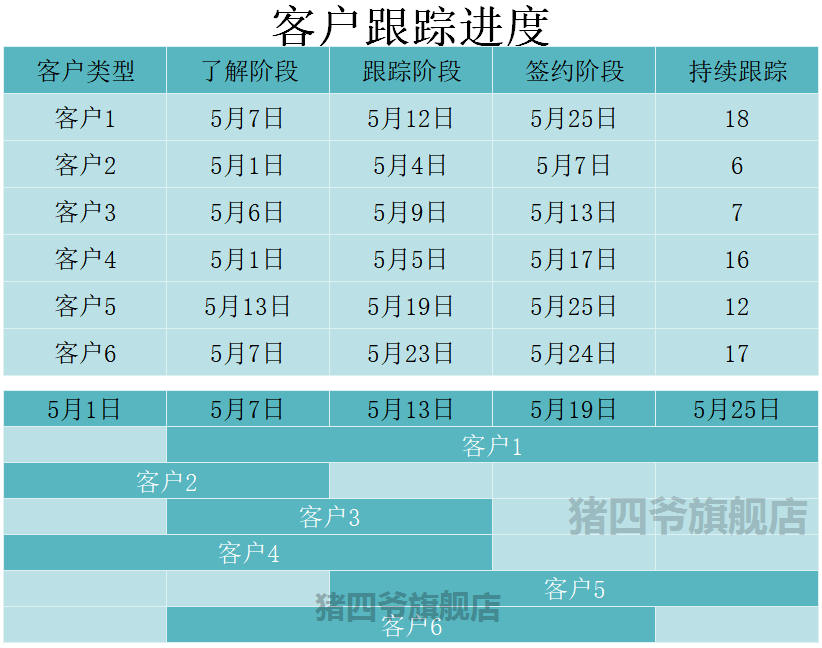 客户跟踪进度
客户类型 了解阶段 跟踪阶段 签约阶段 持续跟踪
客户1 5月7日 5月12日 5月25日 18
客户2 5月1日 5月4日 5月7日 6
客户3 5月6日 5月9日 5月13日 7
客户4 5月1日 5月5日 5月17日 16
客户5 5月13日 5月19日 5月25日 12
客户6 5月7日 5月23日 5月24日 17
5月1日 5月7日 5月13日 5月19日 5月25日
客户1
客户2
客户3
猪四爷旗舰店
客户4
客户5
猪四爷旗舰店
客户6